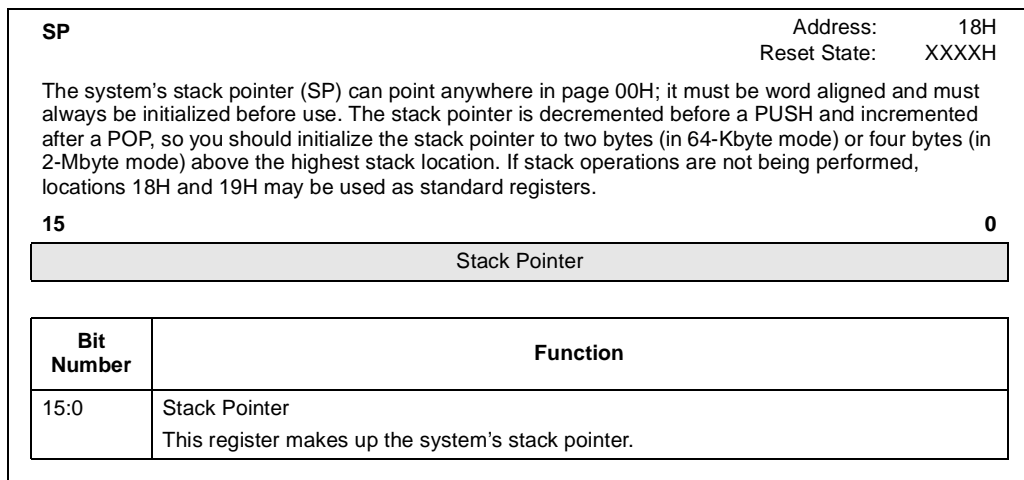 SP Address: 18H
Reset State: XXXXH
The system’s stack pointer (SP) can point anywhere in page 00H; it must be word aligned and must
always be initialized before use. The stack pointer is decremented before a PUSH and incremented
after a POP, so you should initialize the stack pointer to two bytes (in 64-Kbyte mode) or four bytes (in
2-Mbyte mode) above the highest stack location. If stack operations are not being performed,
locations 18H and 19H may be used as standard registers.
15 0
Stack Pointer
Bit
Number
Function
15:0 Stack Pointer
This register makes up the system’s stack pointer.